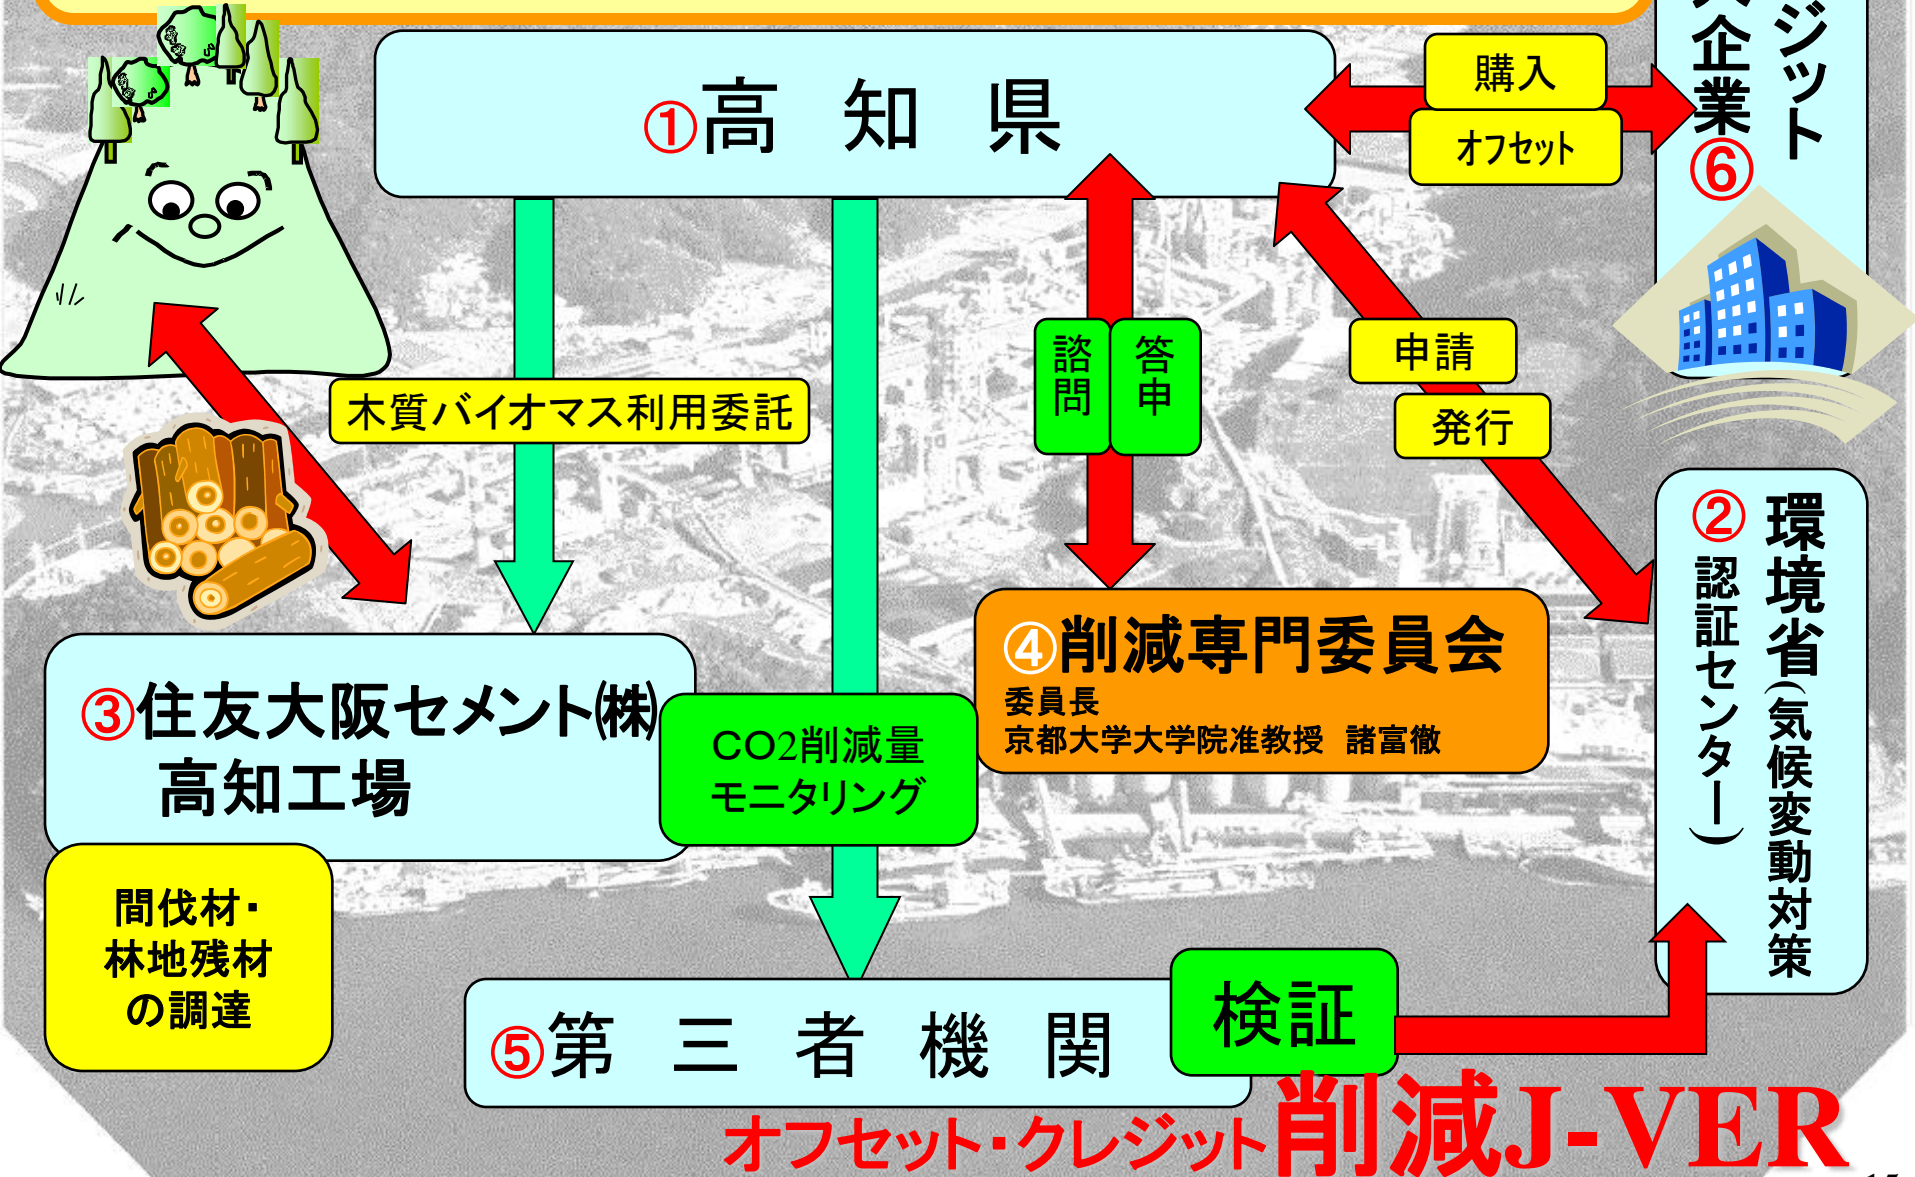 ①高 知 県
購入
オフセット
ジット
企業⑥
木質バイオマス利用委託
諮問
答申
申請
発行
②環境省(気候変動対策
認証センター)
③住友大阪セメント㈱
高知工場
CO2削減量
モニタリング
④削減専門委員会
委員長
京都大学大学院准教授 諸富徹
間伐材・
林地残材
の調達
⑤第 三 者 機 関
検証
オフセット・クレジット削減J-VER